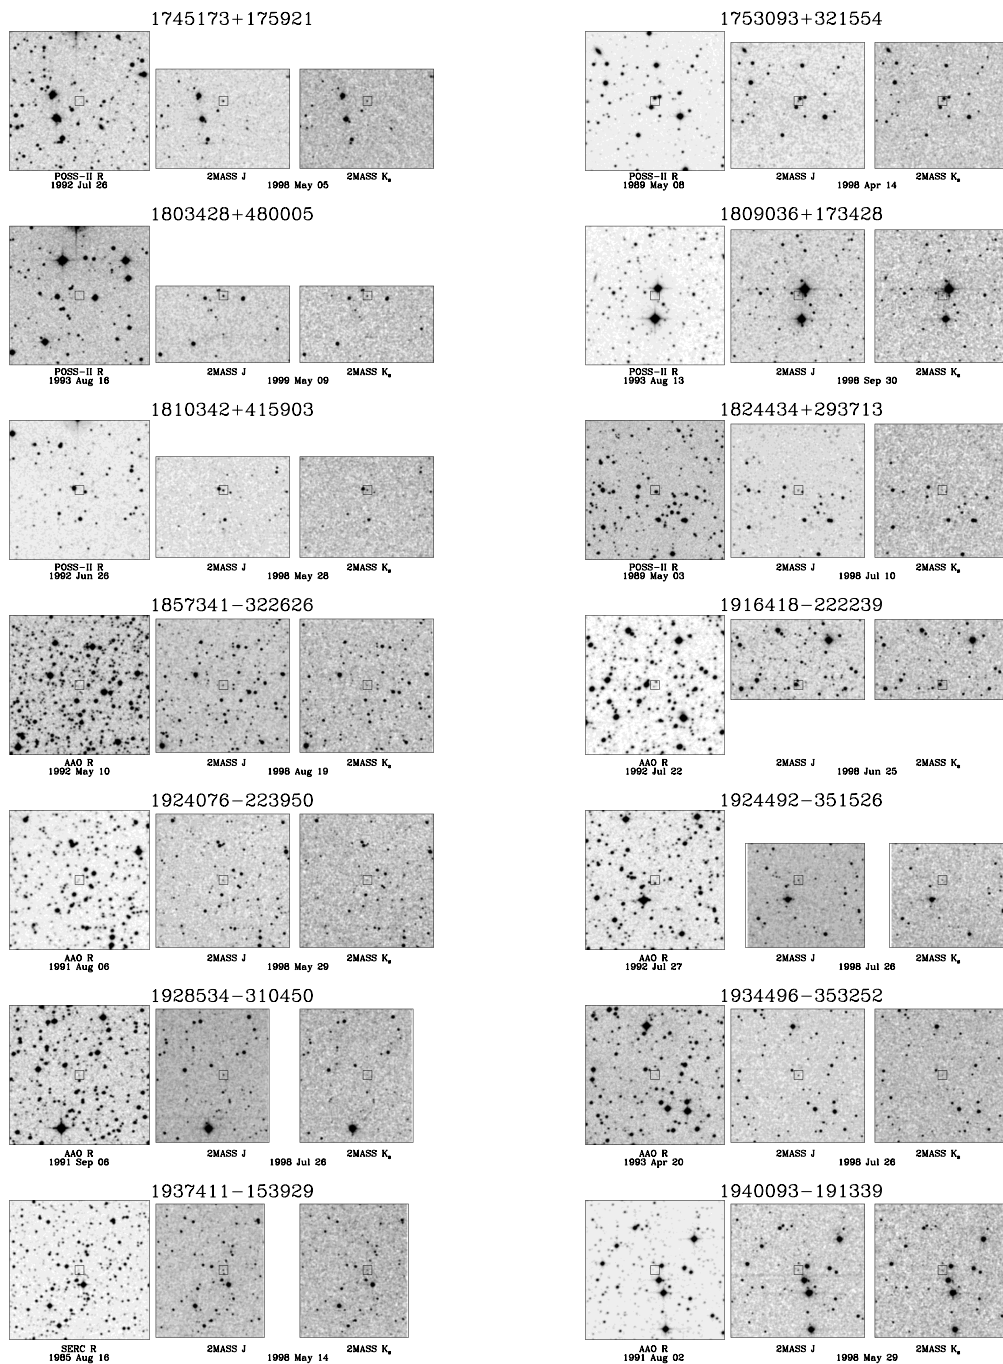 1745173+175921
POSS-II R
1992 Jul 26
2MASS J
1998 May 05
2MASS Ks
1753093+321554
POSS-II R
1989 May 08
2MASS J
1998 Apr 14
2MASS Ks
1803428+480005
POSS-II R
1993 Aug 16
2MASS J
1999 May 09
2MASS Ks
1809036+173428
POSS-II R
1993 Aug 13
2MASS J
1998 Sep 30
2MASS Ks
1810342+415903
POSS-II R
1992 Jun 26
2MASS J
1998 May 28
2MASS Ks
1824434+293713
POSS-II R
1989 May 03
2MASS J
1998 Jul 10
2MASS Ks
1857341-322626
AAO R
1992 May 10
2MASS J
1998 Aug 19
2MASS Ks
1916418-222239
AAO R
1992 Jul 22
2MASS J
1998 Jun 25
2MASS Ks
1924076-223950
AAO R
1991 Aug 06
2MASS J
1998 May 29
2MASS Ks
1924492-351526
AAO R
1992 Jul 27
2MASS J
1998 Jul 26
2MASS Ks
1928534-310450
AAO R
1991 Sep 06
2MASS J
1998 Jul 26
2MASS Ks
1934496-353252
AAO R
1993 Apr 20
2MASS J
1998 Jul 26
2MASS Ks
1937411-153929
SERC R
1985 Aug 16
2MASS J
1998 May 14
2MASS Ks
1940093-191339
AAO R
1991 Aug 02
2MASS J
1998 May 29
2MASS Ks